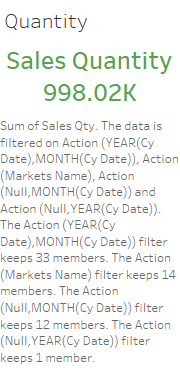 Quantity
Sales Quantity
998.02K
Sum of Sales Qty. The data is
filtered on Action (YEAR(Cy
Date),MONTH(Cy Date)), Action
(Markets Name), Action
(Null,MONTH(Cy Date)) and
Action (Null,YEAR(Cy Date)).
The Action (YEAR(Cy
Date),MONTH(Cy Date)) filter
keeps 33 members. The Action
(Markets Name) filter keeps 14
members. The Action
(Null,MONTH(Cy Date)) filter
keeps 12 members. The Action
(Null,YEAR(Cy Date)) filter
keeps 1 member.